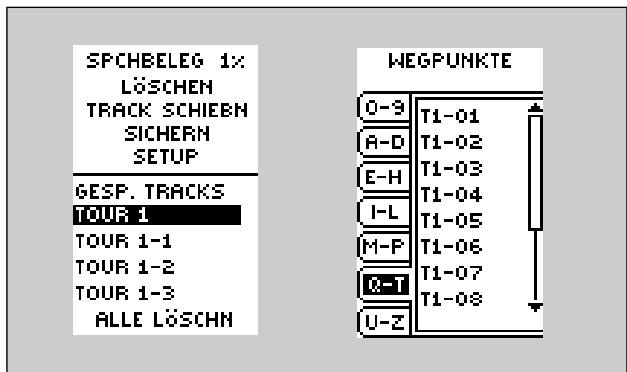 SPCHBELEG 1%
LÖSCHEN
TRACK SCHIEBN
SICHERN
SETUP
GESP. TRACKS
TOUR 1
TOUR 1-1
TOUR 1-2
TOUR 1-3
ALLE LÖSCHN
WEGPUNKTE
0-9
A-D
E-H
I-L
M-P
Q-T
U-Z
T1-01
T1-02
T1-03
T1-04
T1-05
T1-06
T1-07
T1-08